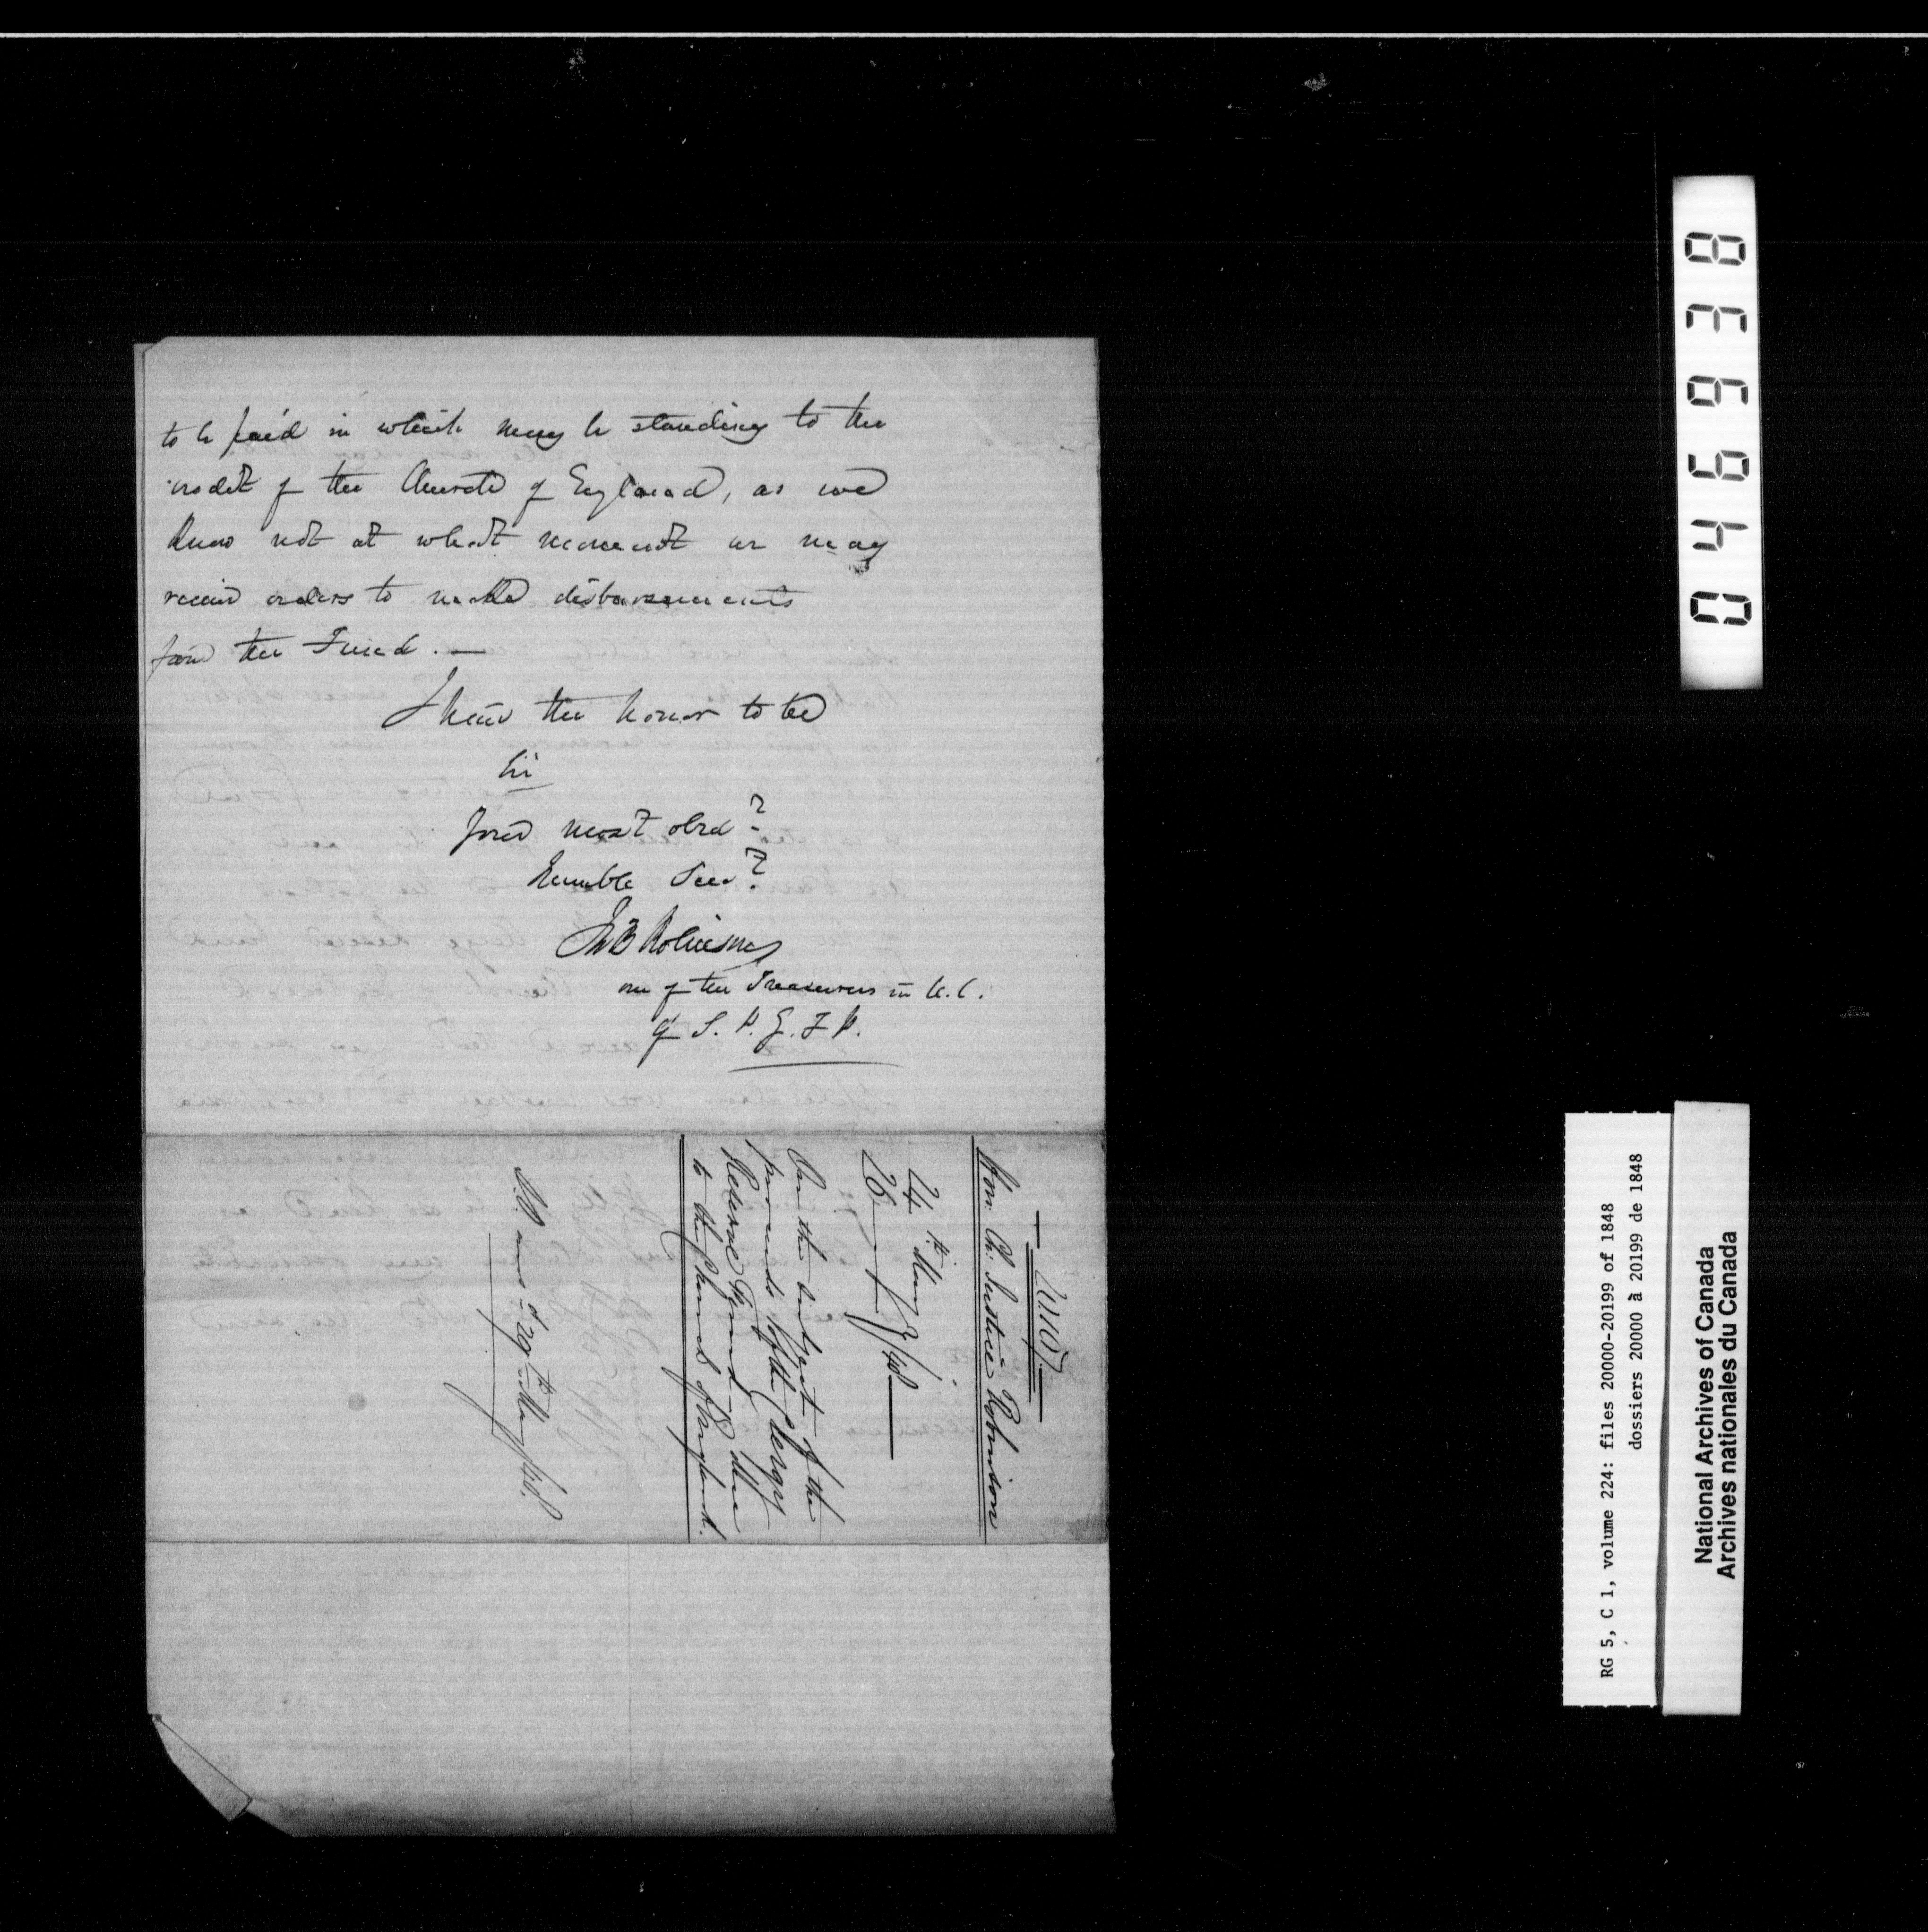 to be paid in which may be standing to the
credit of the Church of England, as we
know not at what moment we may
receive orders to make disbursements
from the Fund. —
I have the honor to be
Sir
Your most obed.t
humble Serv.t
Jno B Robinson
one of the Treasurers in U.C.
of S. P. G. F. P.
Hon. Ch. Justice Robinson
24th May
26 /48
On the subject of the
proceeds of the Clergy
Reserve Fund due
to the Church of England.
ans.d 29th May /48.
046938
RG 5, C 1, volume 224: files 20000-20199 of 1848
dossiers 20000 à 20199 de 1848
National Archives of Canada
Archives nationales du Canada